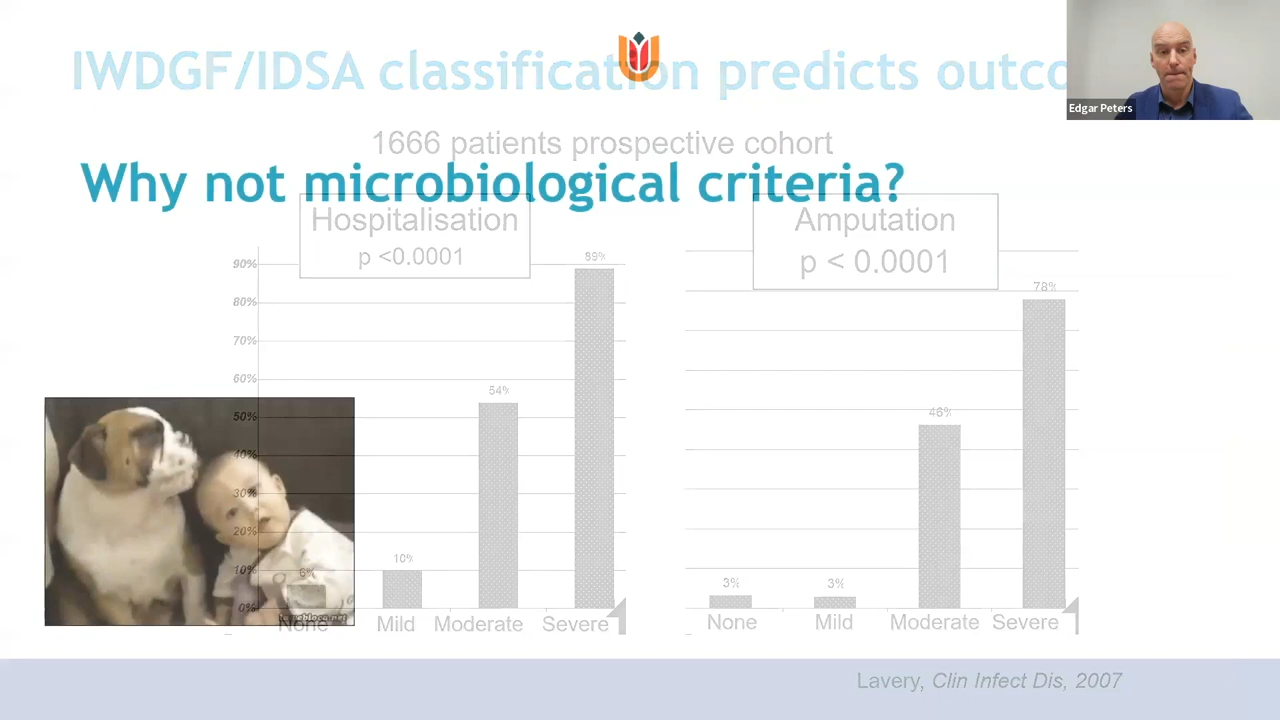 IWDGF/IDSA classification predicts outco
Edgar Peters
1666 patients prospective cohort
Why not microbiological criteria?
Hospitalisation
p <0.0001
Amputation
p < 0.0001
90%
80%
70%
60%
50%
40%
30%
20%
10%
0%
6%
10%
54%
89%
3%
3%
46%
78%
None
Mild
Moderate
Severe
None
Mild
Moderate
Severe
Lavery, Clin Infect Dis, 2007